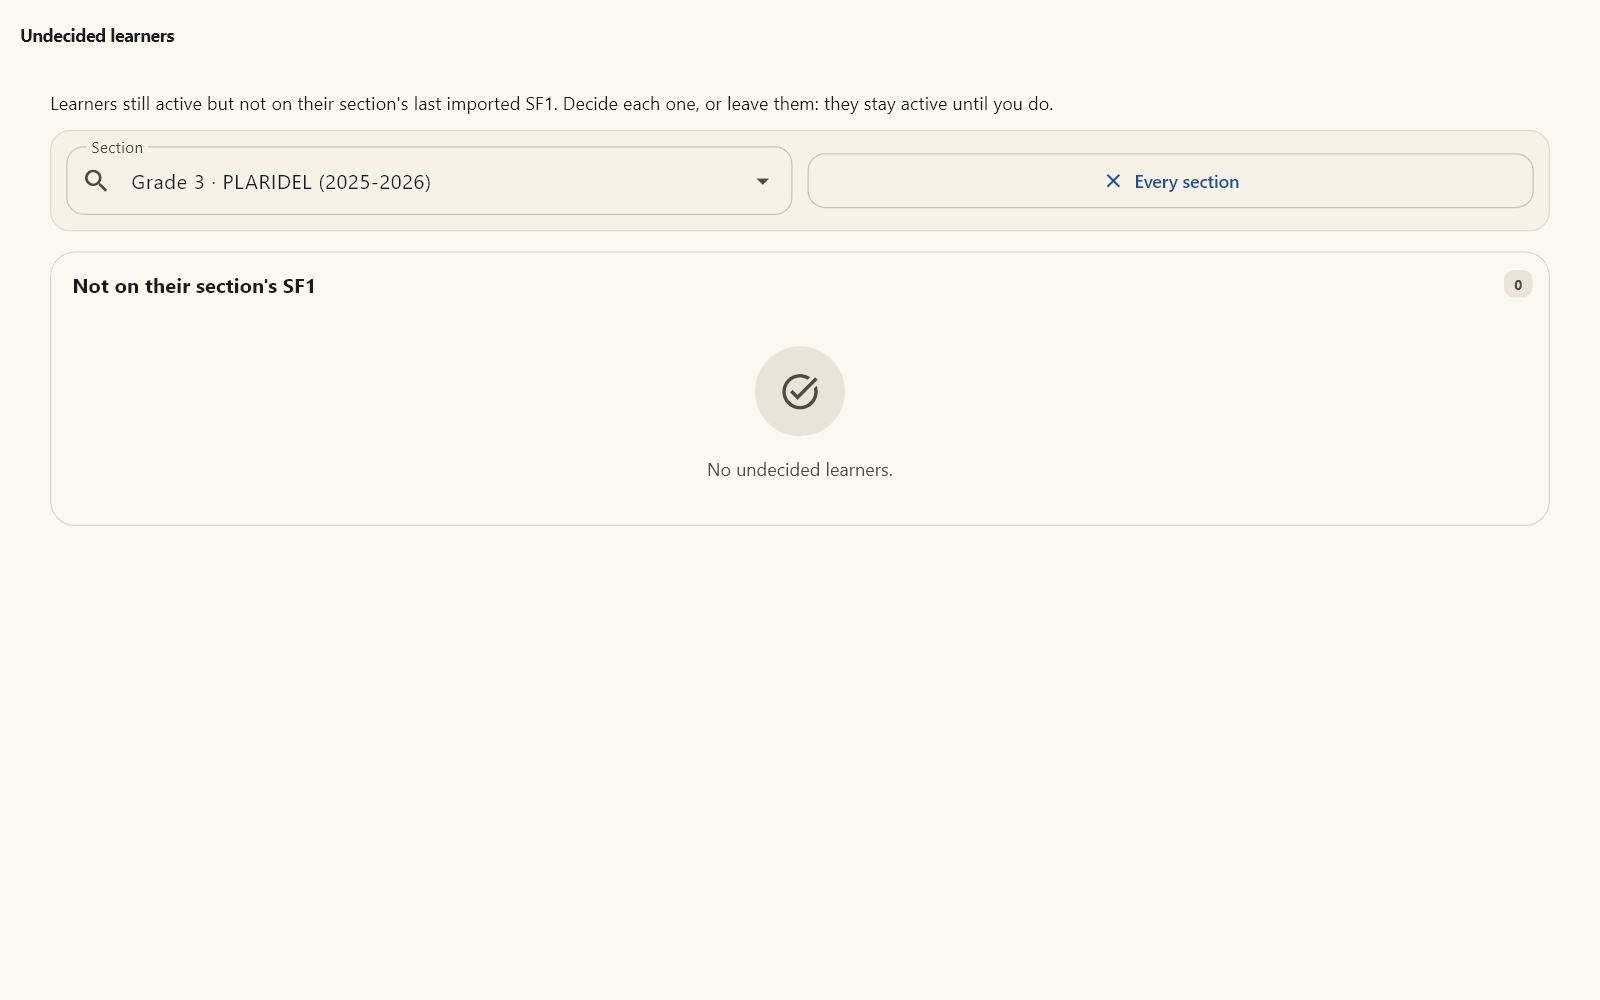 Undecided learners
Learners still active but not on their section's last imported SF1. Decide each one, or leave them: they stay active until you do.
Section
Grade 3 · PLARIDEL (2025-2026)
Every section
Not on their section's SF1
0
No undecided learners.